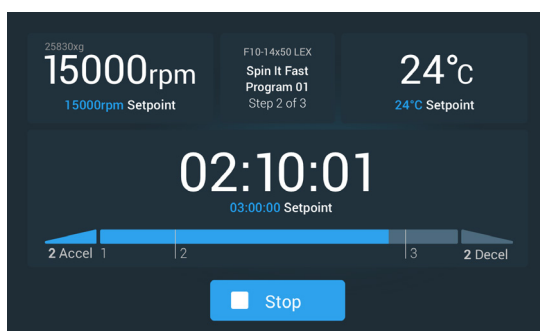 25830xg
15000rpm
15000rpm Setpoint
F10-14x50 LEX
Spin It Fast
Program 01
Step 2 of 3
24°C
24°C Setpoint
02:10:01
03:00:00 Setpoint
2 Accel 1 2 3 2 Decel
Stop